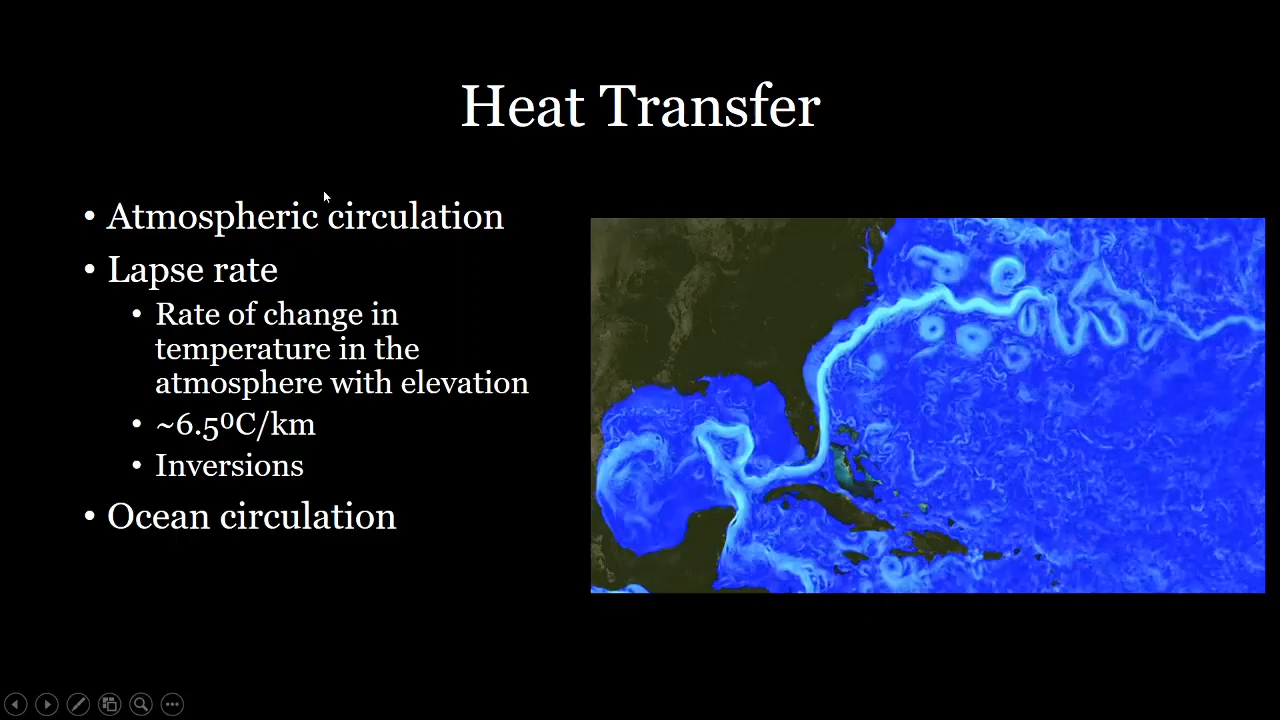 Heat Transfer
• Atmospheric circulation
• Lapse rate
• Rate of change in
temperature in the
atmosphere with elevation
• ~6.5ºC/km
• Inversions
• Ocean circulation